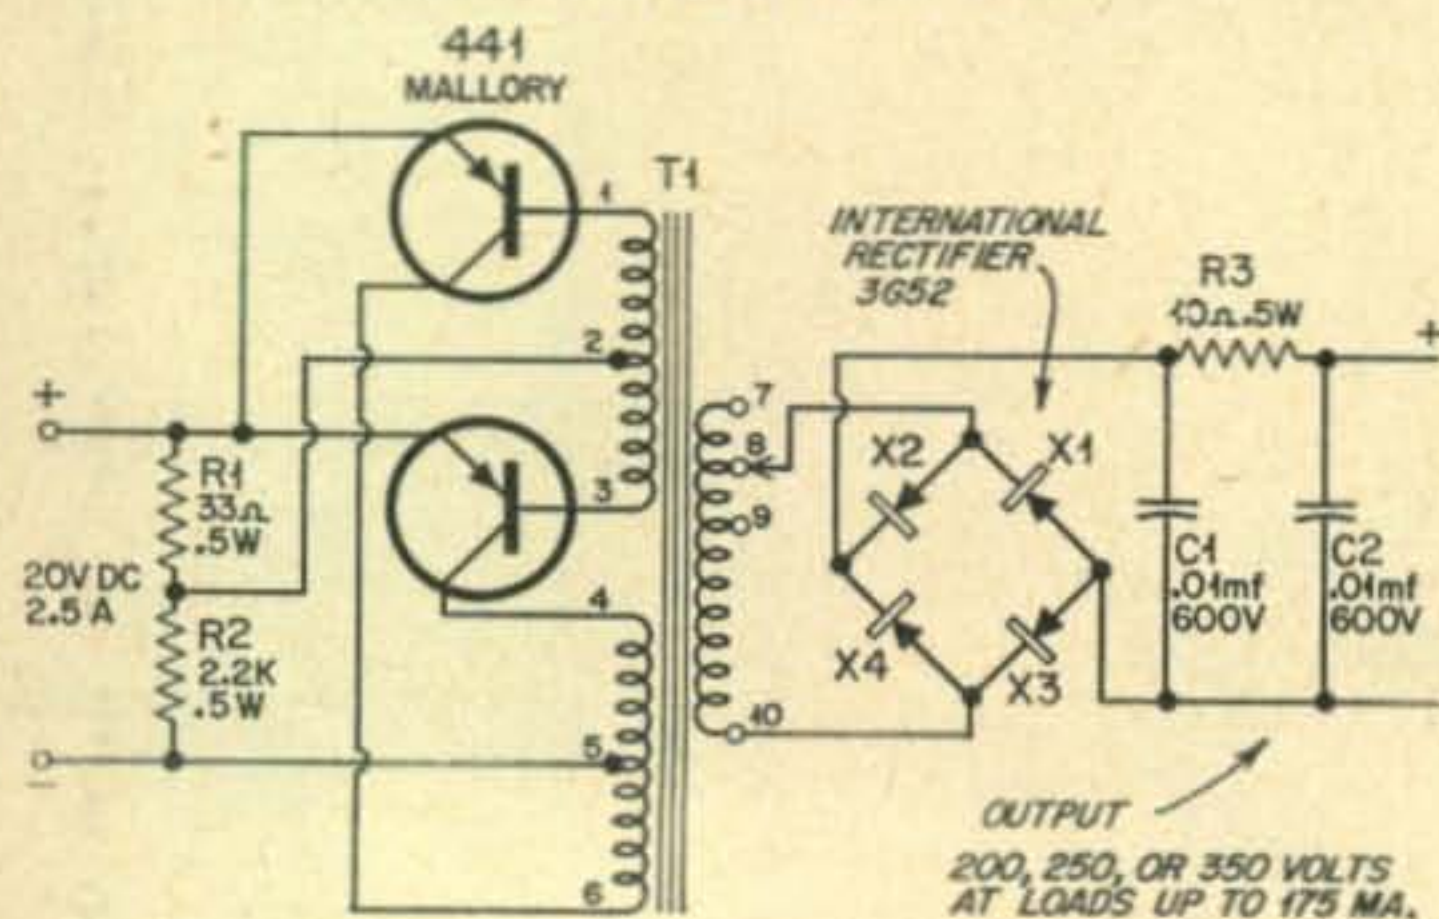 441
MALLORY
T1
1
2
3
4
5
6
7
8
9
10
+
20V DC
2.5 A
–
R1
33Ω
.5W
R2
2.2K
.5W
INTERNATIONAL
RECTIFIER
3G52
X2
X1
X4
X3
R3
10Ω .5W
+
C1
.01mf
600V
C2
.01mf
600V
OUTPUT
200, 250, OR 350 VOLTS
AT LOADS UP TO 175 MA.